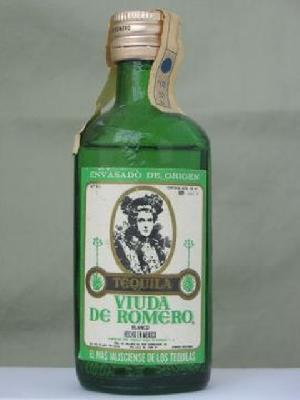 ENVASADO DE ORIGEN
TEQUILA
VIUDA
DE ROMERO
BLANCO
HECHO EN MEXICO
EL MAS JALISCIENSE DE LOS TEQUILAS